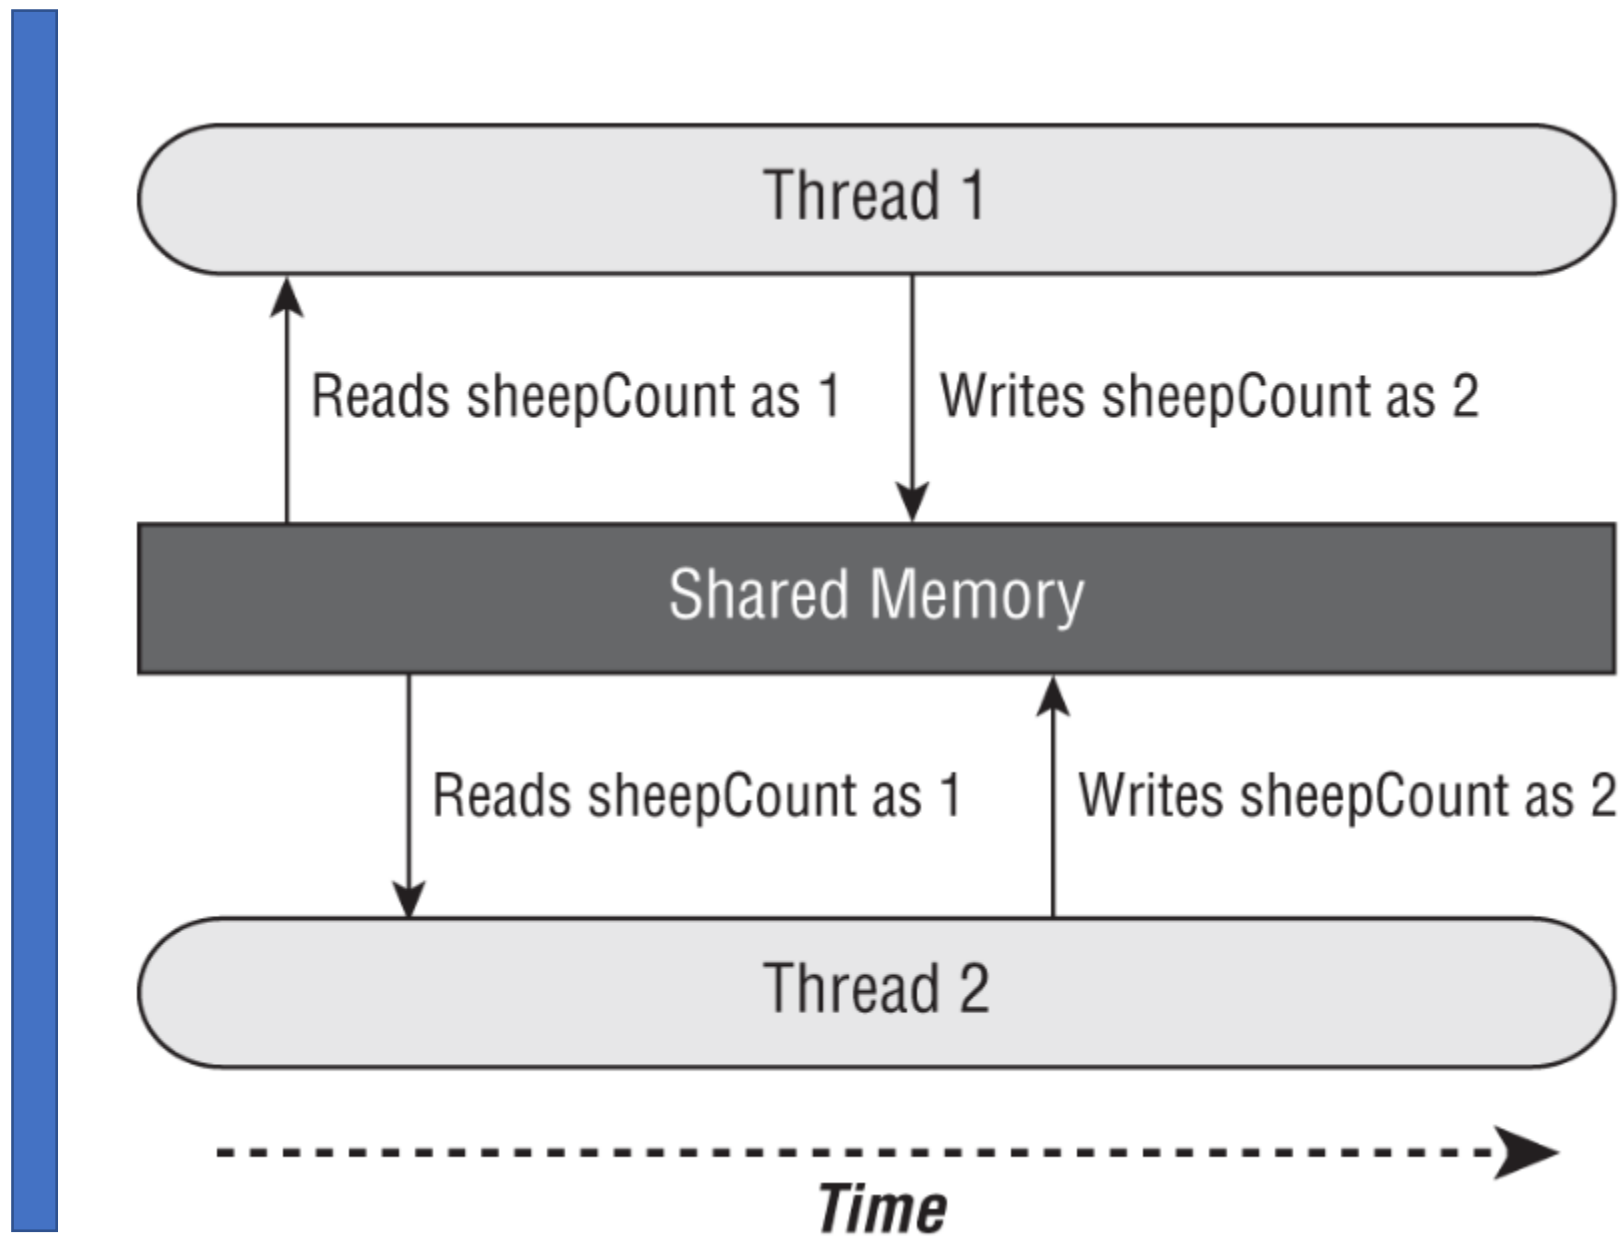 Thread 1
Reads sheepCount as 1
Writes sheepCount as 2
Shared Memory
Reads sheepCount as 1
Writes sheepCount as 2
Thread 2
Time